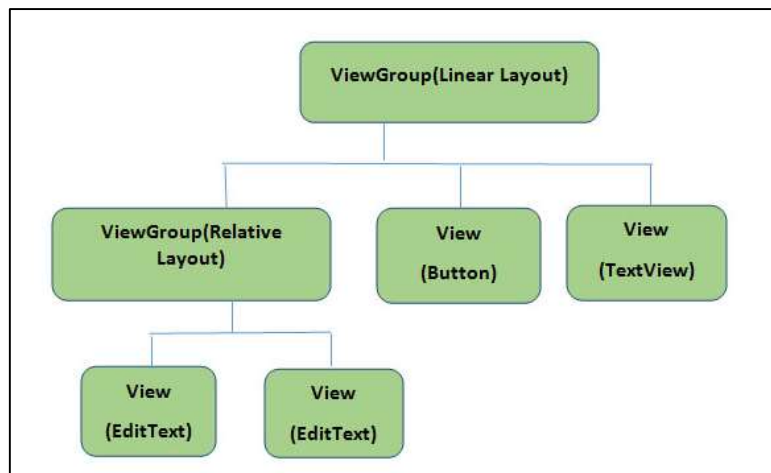 ViewGroup(Linear Layout)
ViewGroup(Relative
Layout)
View
(Button)
View
(TextView)
View
(EditText)
View
(EditText)